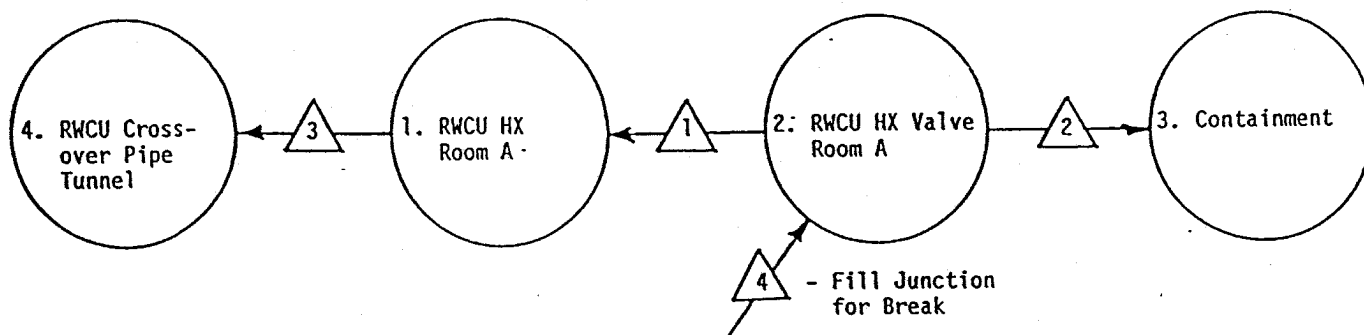 4. RWCU Cross-
over Pipe
Tunnel
3
1. RWCU HX
Room A
1
2. RWCU HX Valve
Room A
2
3. Containment
4
- Fill Junction
for Break